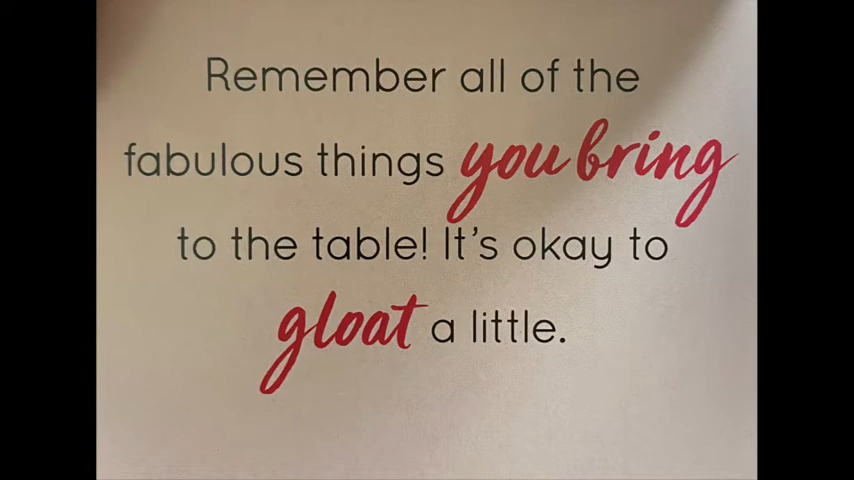 Remember all of the
fabulous things you bring
to the table! It's okay to
gloat a little.